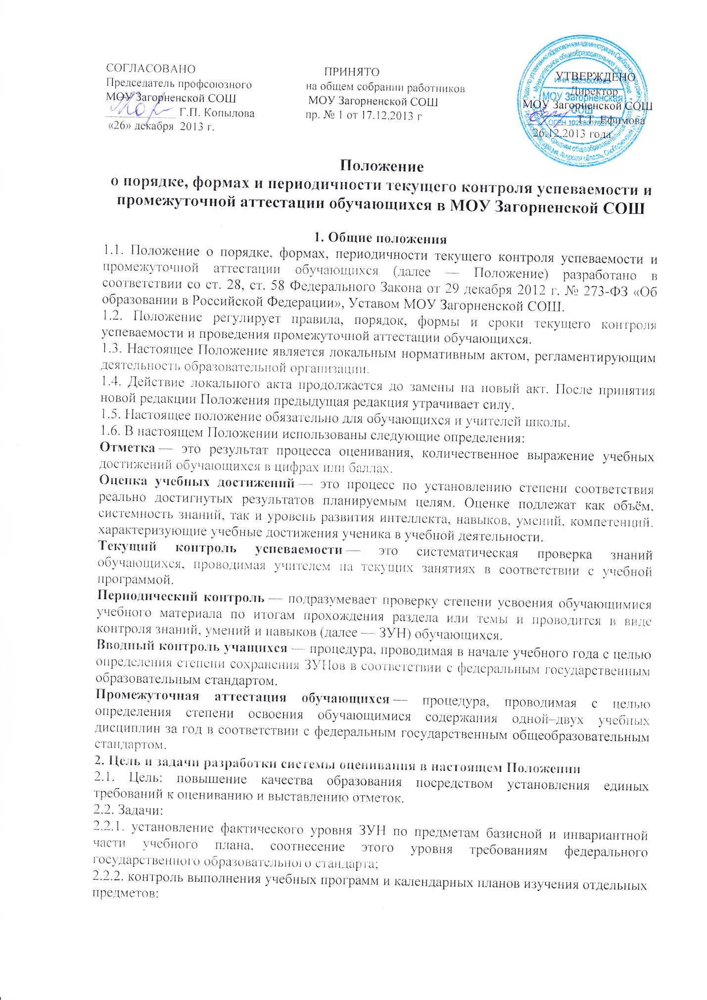 СОГЛАСОВАНО
Председатель профсоюзного
МОУ Загорненской СОШ
Г.П. Копылова
«26» декабря 2013 г.
ПРИНЯТО
на общем собрании работников
МОУ Загорненской СОШ
пр. № 1 от 17.12.2013 г
УТВЕРЖДЕНО
Директор
МОУ Загорненской СОШ
Т.Т. Ефимова
26.12.2013 года
МОУ Загорненская
СОШ
Положение
о порядке, формах и периодичности текущего контроля успеваемости и
промежуточной аттестации обучающихся в МОУ Загорненской СОШ
1. Общие положения
1.1. Положение о порядке, формах, периодичности текущего контроля успеваемости и
промежуточной аттестации обучающихся (далее — Положение) разработано в
соответствии со ст. 28, ст. 58 Федерального Закона от 29 декабря 2012 г. № 273-ФЗ «Об
образовании в Российской Федерации», Уставом МОУ Загорненской СОШ.
1.2. Положение регулирует правила, порядок, формы и сроки текущего контроля
успеваемости и проведения промежуточной аттестации обучающихся.
1.3. Настоящее Положение является локальным нормативным актом, регламентирующим
деятельность образовательной организации.
1.4. Действие локального акта продолжается до замены на новый акт. После принятия
новой редакции Положения предыдущая редакция утрачивает силу.
1.5. Настоящее положение обязательно для обучающихся и учителей школы.
1.6. В настоящем Положении использованы следующие определения:
Отметка — это результат процесса оценивания, количественное выражение учебных
достижений обучающихся в цифрах или баллах.
Оценка учебных достижений — это процесс по установлению степени соответствия
реально достигнутых результатов планируемым целям. Оценке подлежат как объём,
системность знаний, так и уровень развития интеллекта, навыков, умений, компетенций,
характеризующие учебные достижения ученика в учебной деятельности.
Текущий контроль успеваемости — это систематическая проверка знаний
обучающихся, проводимая учителем на текущих занятиях в соответствии с учебной
программой.
Периодический контроль — подразумевает проверку степени усвоения обучающимися
учебного материала по итогам прохождения раздела или темы и проводится в виде
контроля знаний, умений и навыков (далее — ЗУН) обучающихся.
Вводный контроль учащихся — процедура, проводимая в начале учебного года с целью
определения степени сохранения ЗУНов в соответствии с федеральным государственным
образовательным стандартом.
Промежуточная аттестация обучающихся — процедура, проводимая с целью
определения степени освоения обучающимися содержания одной–двух учебных
дисциплин за год в соответствии с федеральным государственным общеобразовательным
стандартом.
2. Цель и задачи разработки системы оценивания в настоящем Положении
2.1. Цель: повышение качества образования посредством установления единых
требований к оцениванию и выставлению отметок.
2.2. Задачи:
2.2.1. установление фактического уровня ЗУН по предметам базисной и инвариантной
части учебного плана, соотнесение этого уровня требованиям федерального
государственного образовательного стандарта;
2.2.2. контроль выполнения учебных программ и календарных планов изучения отдельных
предметов;